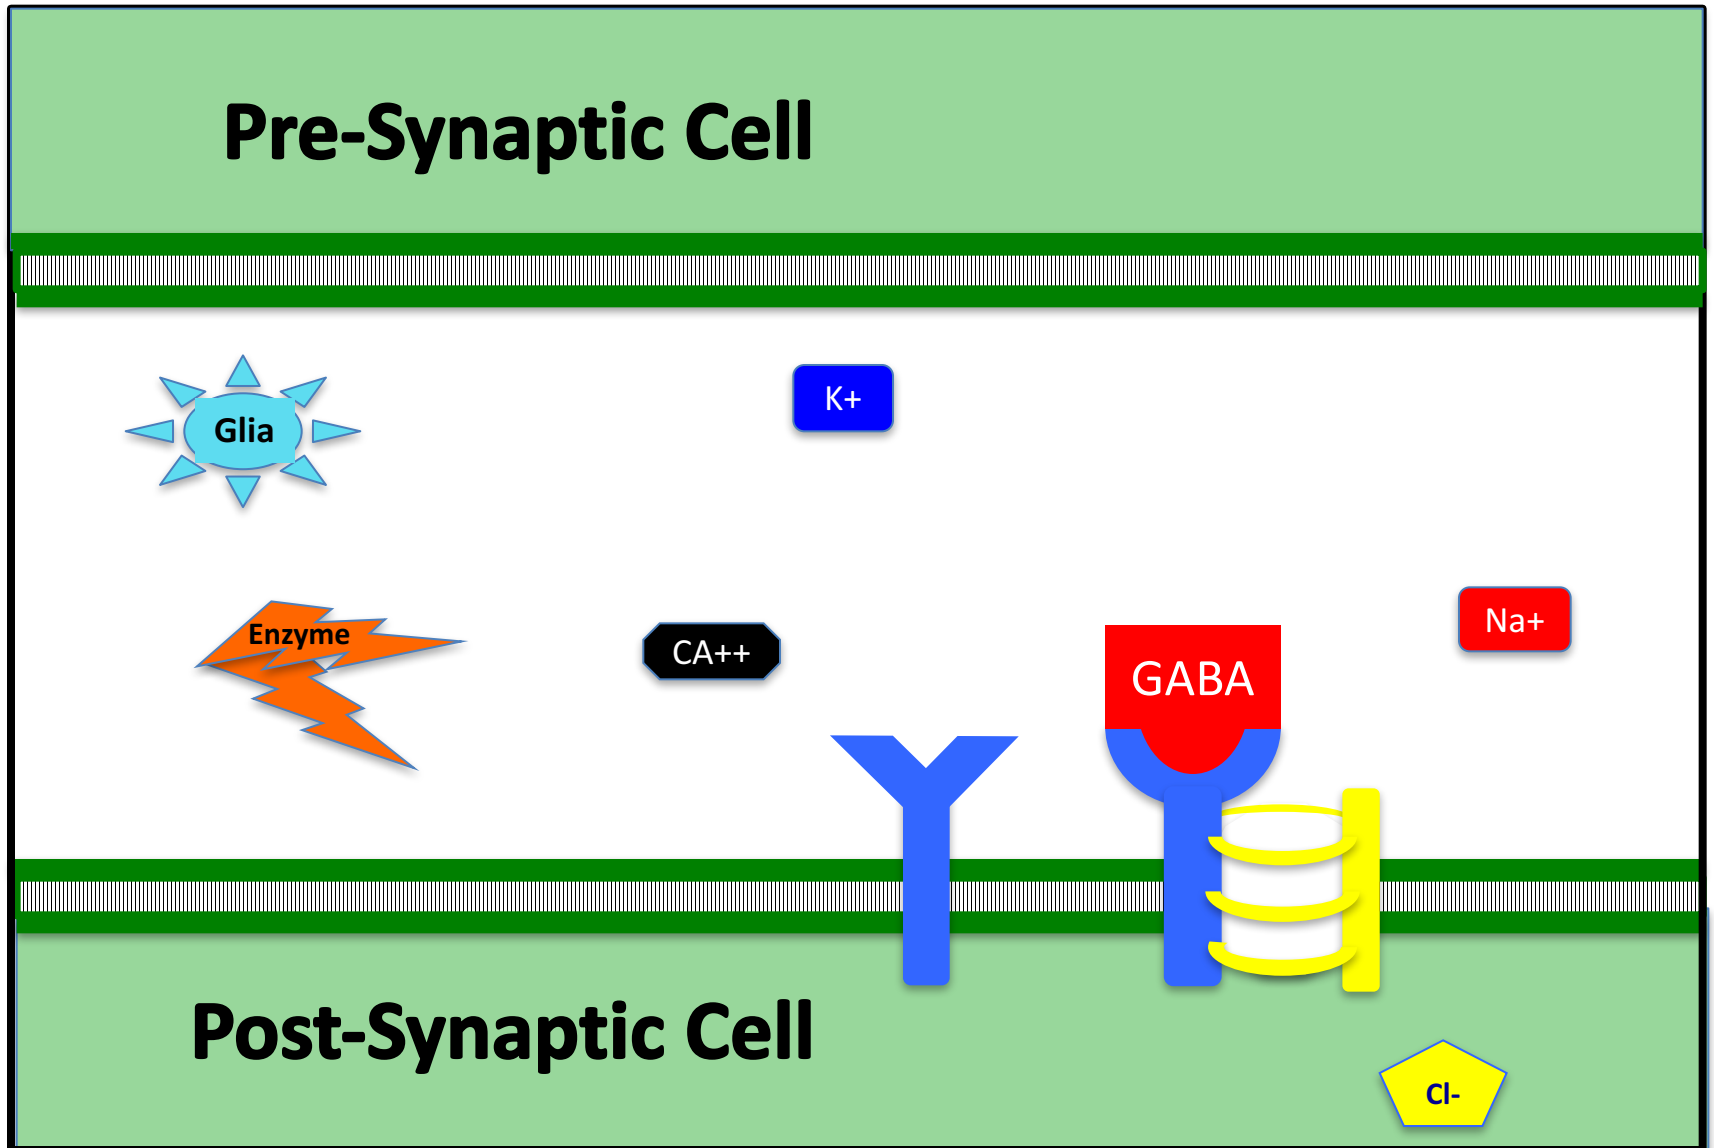 Pre-Synaptic Cell
Glia
K+
Enzyme
CA++
GABA
Na+
Post-Synaptic Cell
Cl-